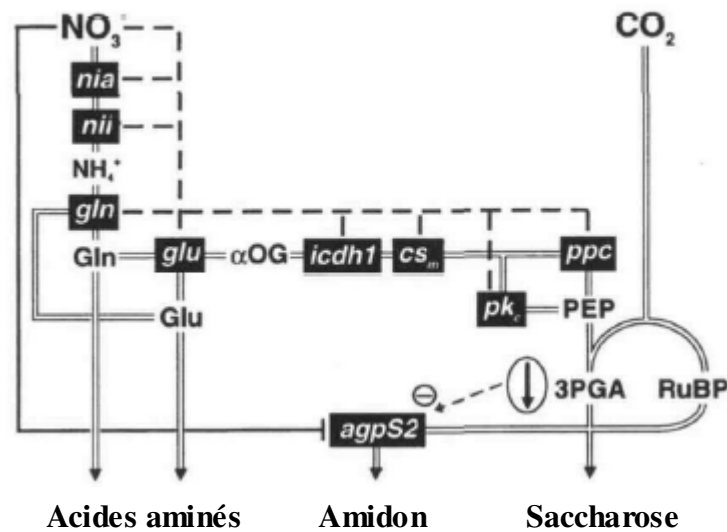 NO₃⁻ CO₂
nia
nii
NH₄⁺
gln
Gln glu αOG icdh1 csₘ ppc
pk꜀ PEP
Glu
⊖ 3PGA RuBP
agpS2
Acides aminés Amidon Saccharose